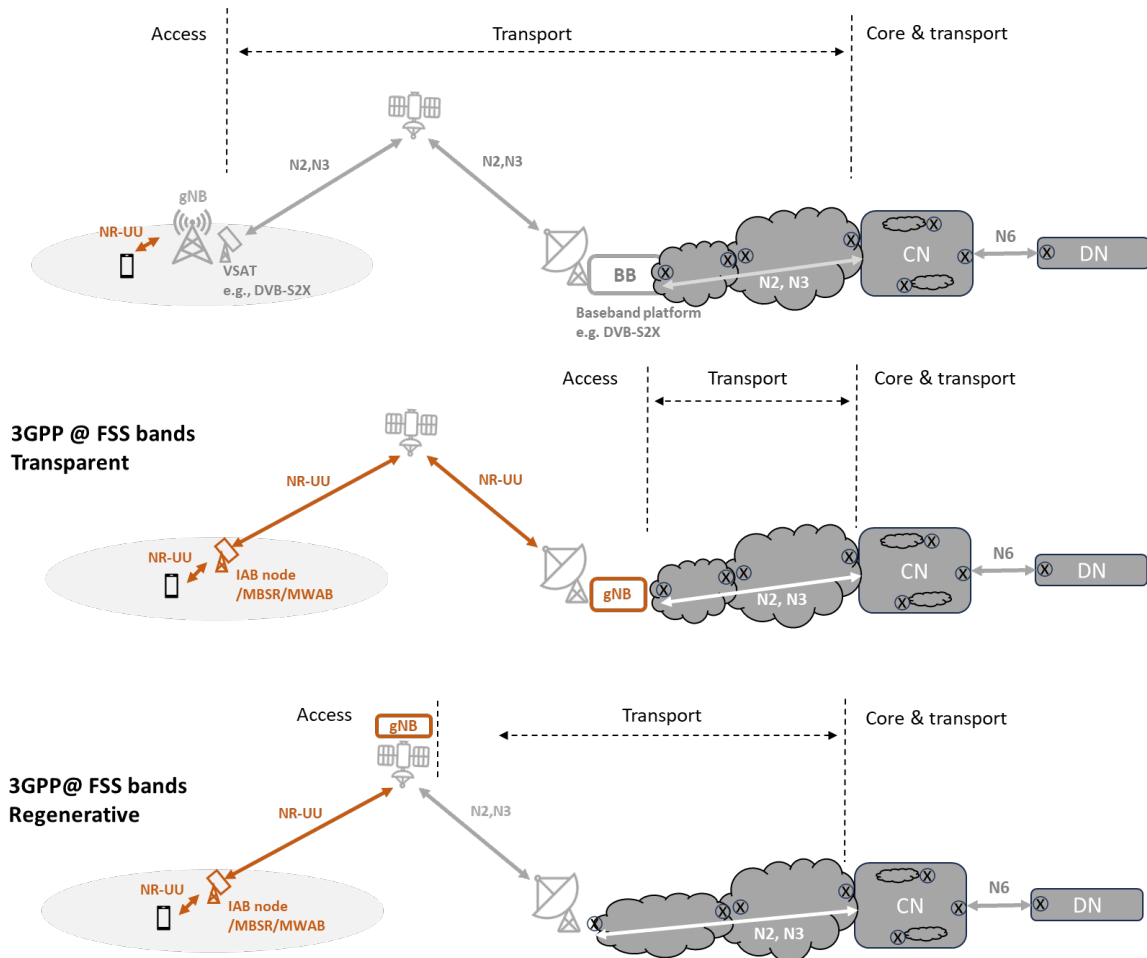 Access
Transport
Core & transport
N2,N3
N2,N3
gNB
NR-UU
VSAT
e.g., DVB-S2X
BB
Baseband platform
e.g. DVB-S2X
N2, N3
X
X
X
X
X
X
X
CN
N6
X
DN
Access
Transport
Core & transport
3GPP @ FSS bands
Transparent
NR-UU
NR-UU
NR-UU
IAB node
/MBSR/MWAB
gNB
N2, N3
X
X
X
X
X
X
X
CN
N6
X
DN
Access
gNB
Transport
Core & transport
3GPP@ FSS bands
Regenerative
NR-UU
N2,N3
NR-UU
IAB node
/MBSR/MWAB
N2, N3
X
X
X
X
X
X
X
CN
N6
X
DN